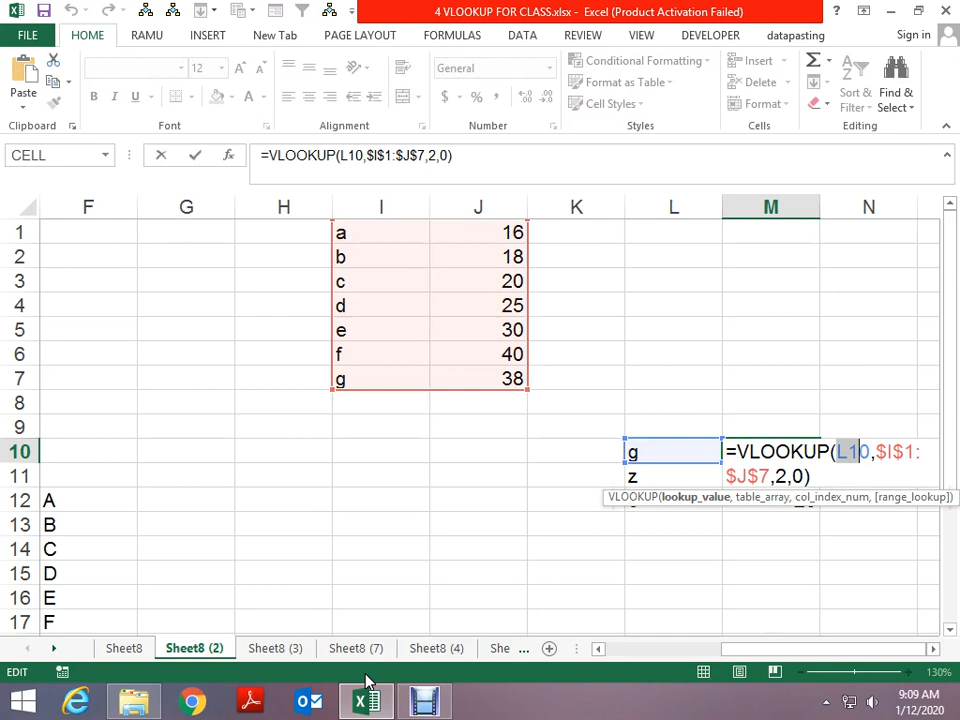 4 VLOOKUP FOR CLASS.xlsx - Excel (Product Activation Failed)
FILE HOME RAMU INSERT New Tab PAGE LAYOUT FORMULAS DATA REVIEW VIEW DEVELOPER datapasting Sign in
Paste
12
B I U
General
$ % ,
Conditional Formatting
Format as Table
Cell Styles
Insert
Delete
Format
Sort & Filter
Find & Select
Clipboard Font Alignment Number Styles Cells Editing
CELL =VLOOKUP(L10,$I$1:$J$7,2,0)
F G H I J K L M N
1 a 16
2 b 18
3 c 20
4 d 25
5 e 30
6 f 40
7 g 38
8
9
10 g =VLOOKUP(L10,$I$1:
11 z $J$7,2,0)
VLOOKUP(lookup_value, table_array, col_index_num, [range_lookup])
12 A
13 B
14 C
15 D
16 E
17 F
Sheet8 Sheet8 (2) Sheet8 (3) Sheet8 (7) Sheet8 (4) She ...
EDIT 130%
9:09 AM
1/12/2020